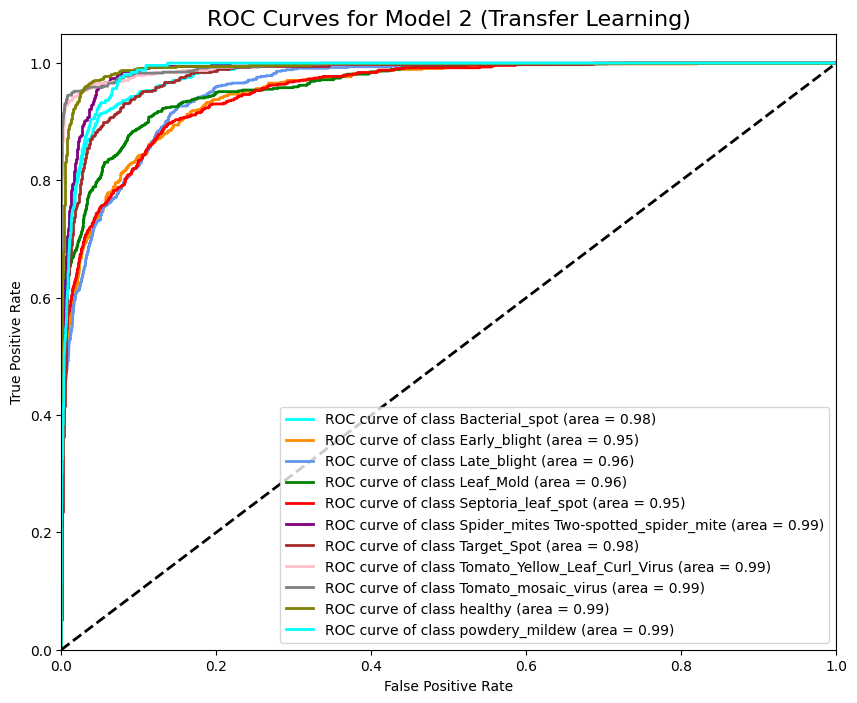 ROC Curves for Model 2 (Transfer Learning)
True Positive Rate
1.0
0.8
0.6
0.4
0.2
0.0
ROC curve of class Bacterial_spot (area = 0.98)
ROC curve of class Early_blight (area = 0.95)
ROC curve of class Late_blight (area = 0.96)
ROC curve of class Leaf_Mold (area = 0.96)
ROC curve of class Septoria_leaf_spot (area = 0.95)
ROC curve of class Spider_mites Two-spotted_spider_mite (area = 0.99)
ROC curve of class Target_Spot (area = 0.98)
ROC curve of class Tomato_Yellow_Leaf_Curl_Virus (area = 0.99)
ROC curve of class Tomato_mosaic_virus (area = 0.99)
ROC curve of class healthy (area = 0.99)
ROC curve of class powdery_mildew (area = 0.99)
0.0 0.2 0.4 0.6 0.8 1.0
False Positive Rate